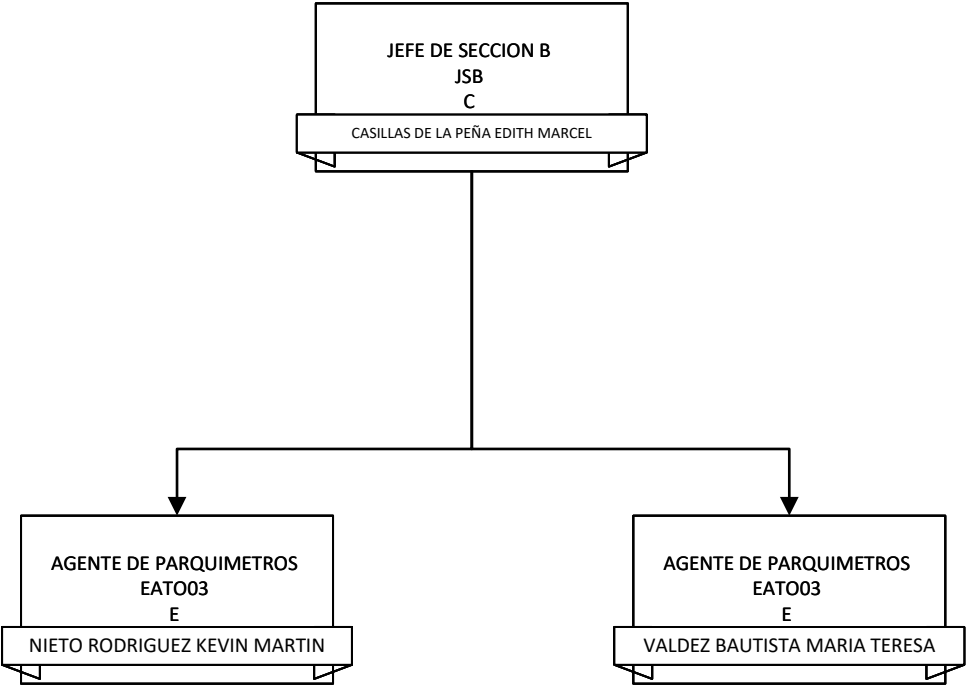 JEFE DE SECCION B
JSB
C
CASILLAS DE LA PEÑA EDITH MARCEL
AGENTE DE PARQUIMETROS
EATO03
E
NIETO RODRIGUEZ KEVIN MARTIN
AGENTE DE PARQUIMETROS
EATO03
E
VALDEZ BAUTISTA MARIA TERESA